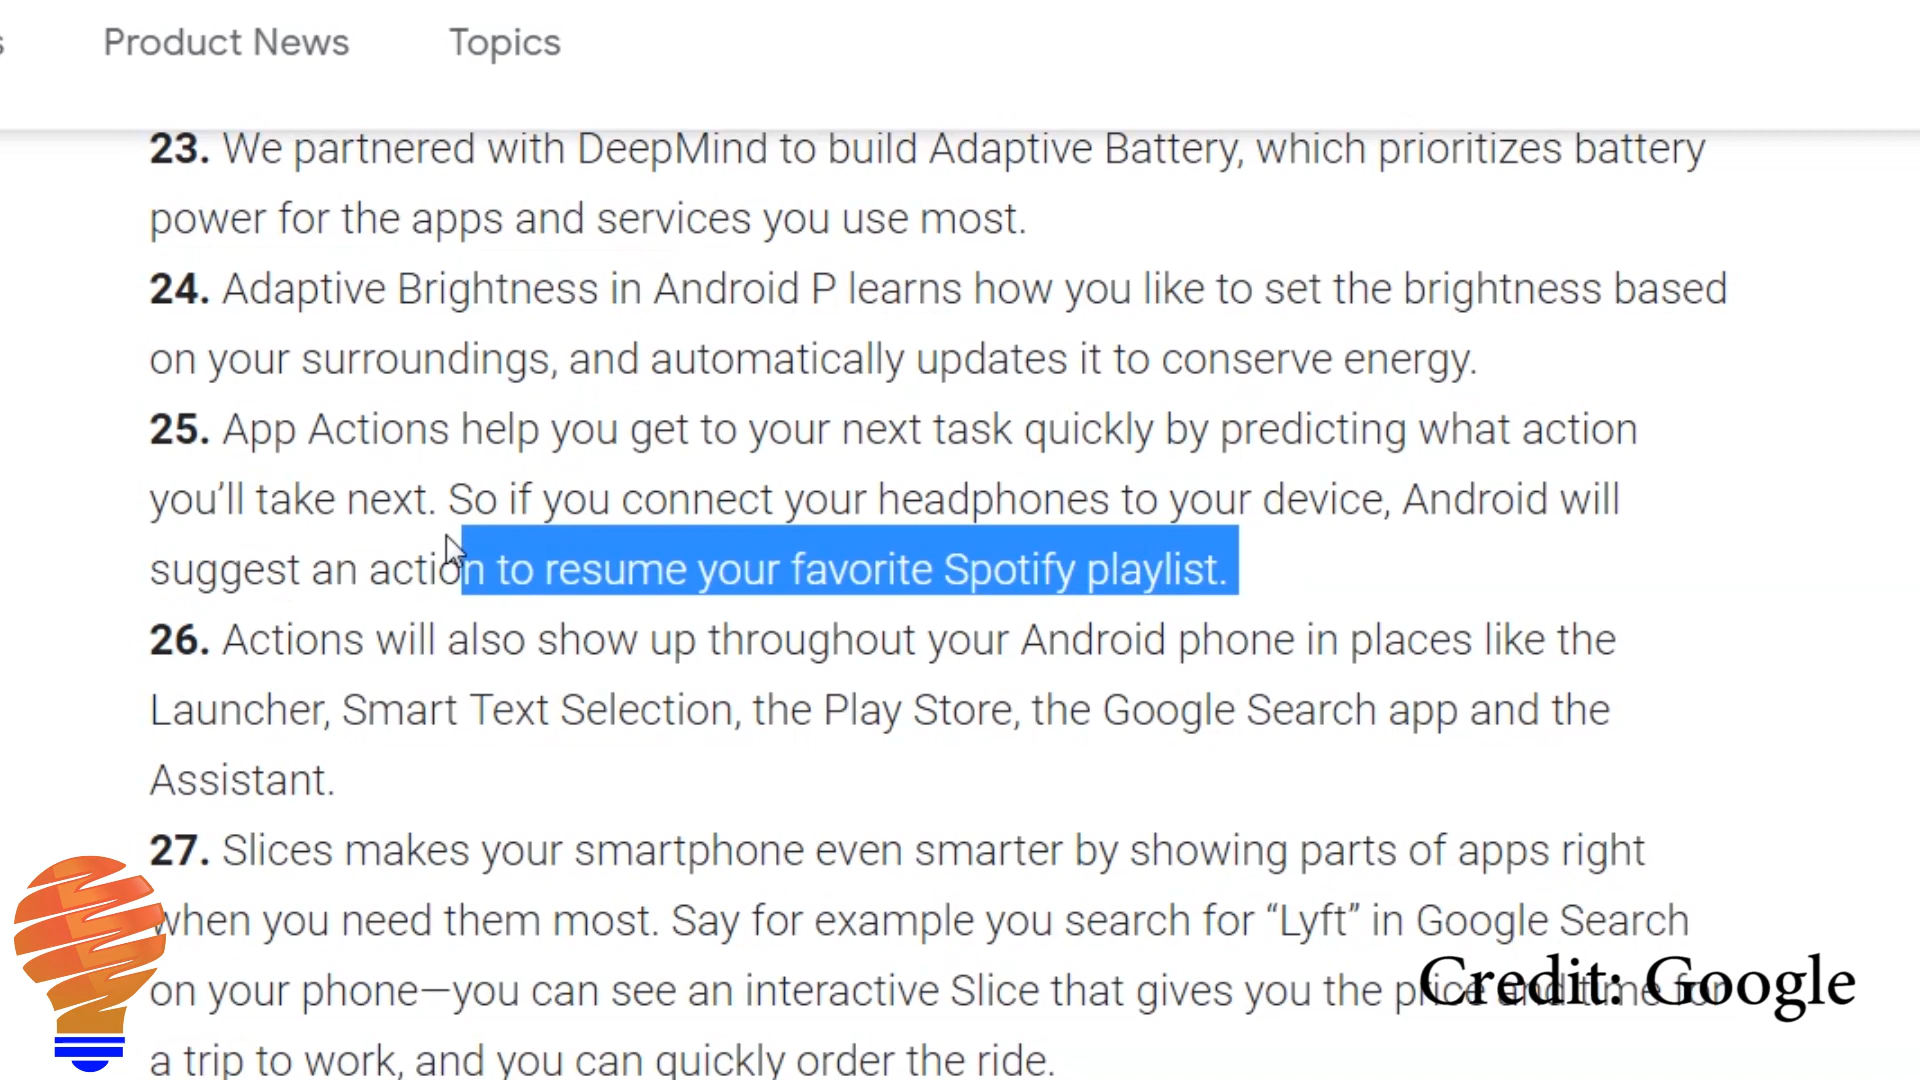 Product News Topics
23. We partnered with DeepMind to build Adaptive Battery, which prioritizes battery
power for the apps and services you use most.
24. Adaptive Brightness in Android P learns how you like to set the brightness based
on your surroundings, and automatically updates it to conserve energy.
25. App Actions help you get to your next task quickly by predicting what action
you’ll take next. So if you connect your headphones to your device, Android will
suggest an action to resume your favorite Spotify playlist.
26. Actions will also show up throughout your Android phone in places like the
Launcher, Smart Text Selection, the Play Store, the Google Search app and the
Assistant.
27. Slices makes your smartphone even smarter by showing parts of apps right
when you need them most. Say for example you search for “Lyft” in Google Search
on your phone—you can see an interactive Slice that gives you the price and time for
Credit: Google
a trip to work, and you can quickly order the ride.